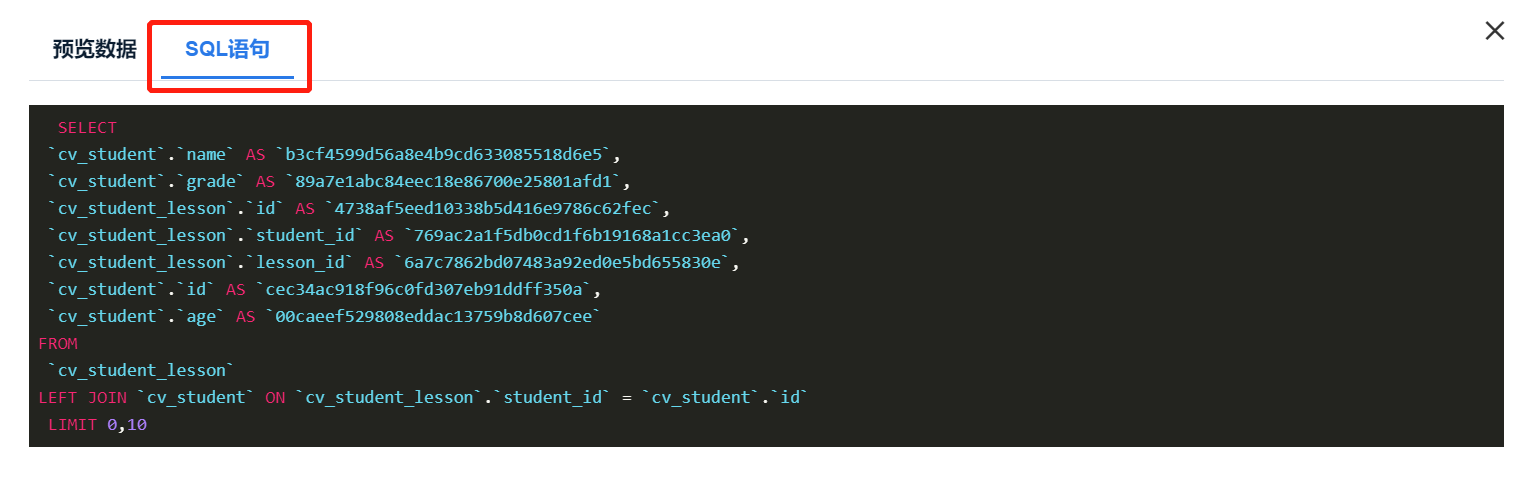 预览数据 SQL语句
SELECT
`cv_student`.`name` AS `b3cf4599d56a8e4b9cd633085518d6e5`,
`cv_student`.`grade` AS `89a7e1abc84eec18e86700e25801afd1`,
`cv_student_lesson`.`id` AS `4738af5eed10338b5d416e9786c62fec`,
`cv_student_lesson`.`student_id` AS `769ac2a1f5db0cd1f6b19168a1cc3ea0`,
`cv_student_lesson`.`lesson_id` AS `6a7c7862bd07483a92ed0e5bd655830e`,
`cv_student`.`id` AS `cec34ac918f96c0fd307eb91ddff350a`,
`cv_student`.`age` AS `00caeef529808eddac13759b8d607cee`
FROM
`cv_student_lesson`
LEFT JOIN `cv_student` ON `cv_student_lesson`.`student_id` = `cv_student`.`id`
LIMIT 0,10